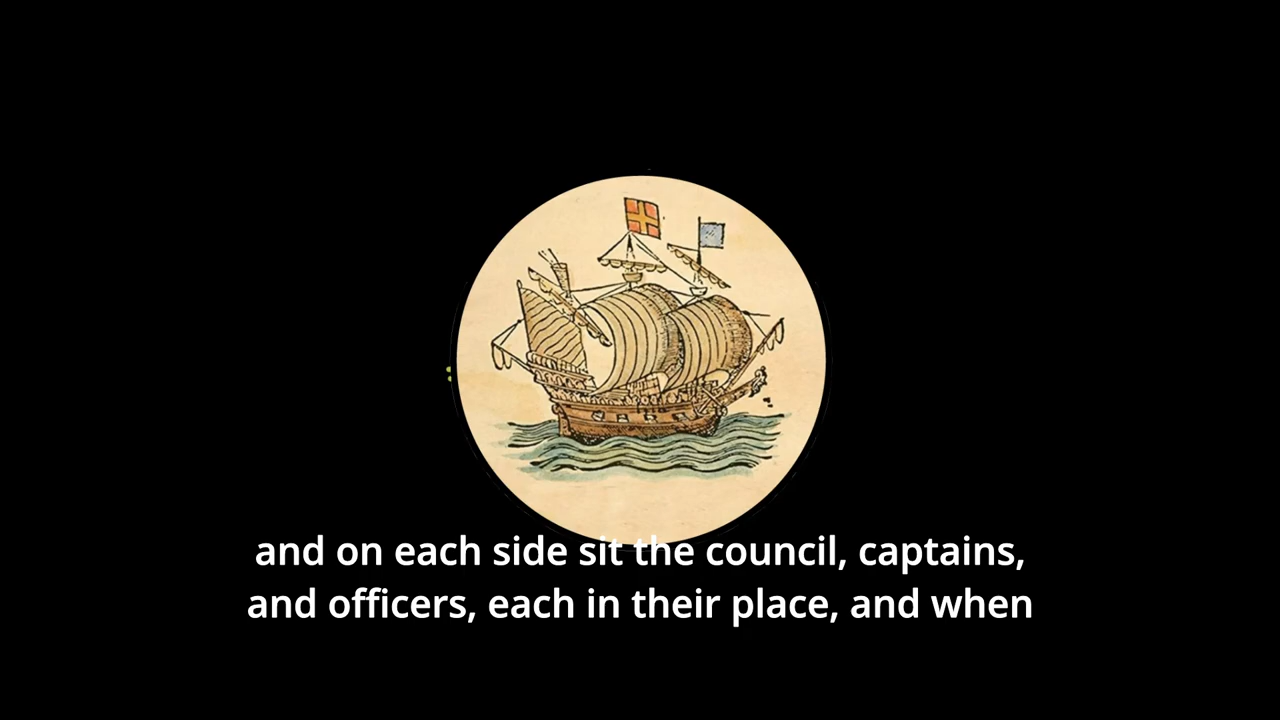 and on each side sit the council, captains,
and officers, each in their place, and when